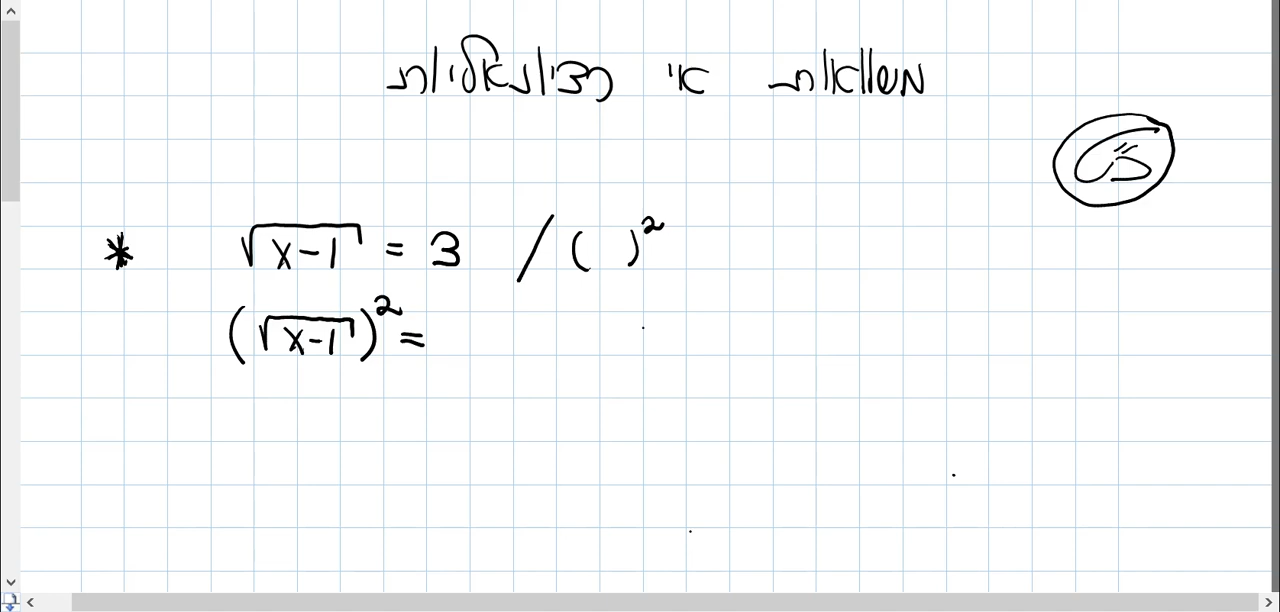 משוואות אי רציונאליות
* √(x-1) = 3 / ( )²
(√(x-1))² =